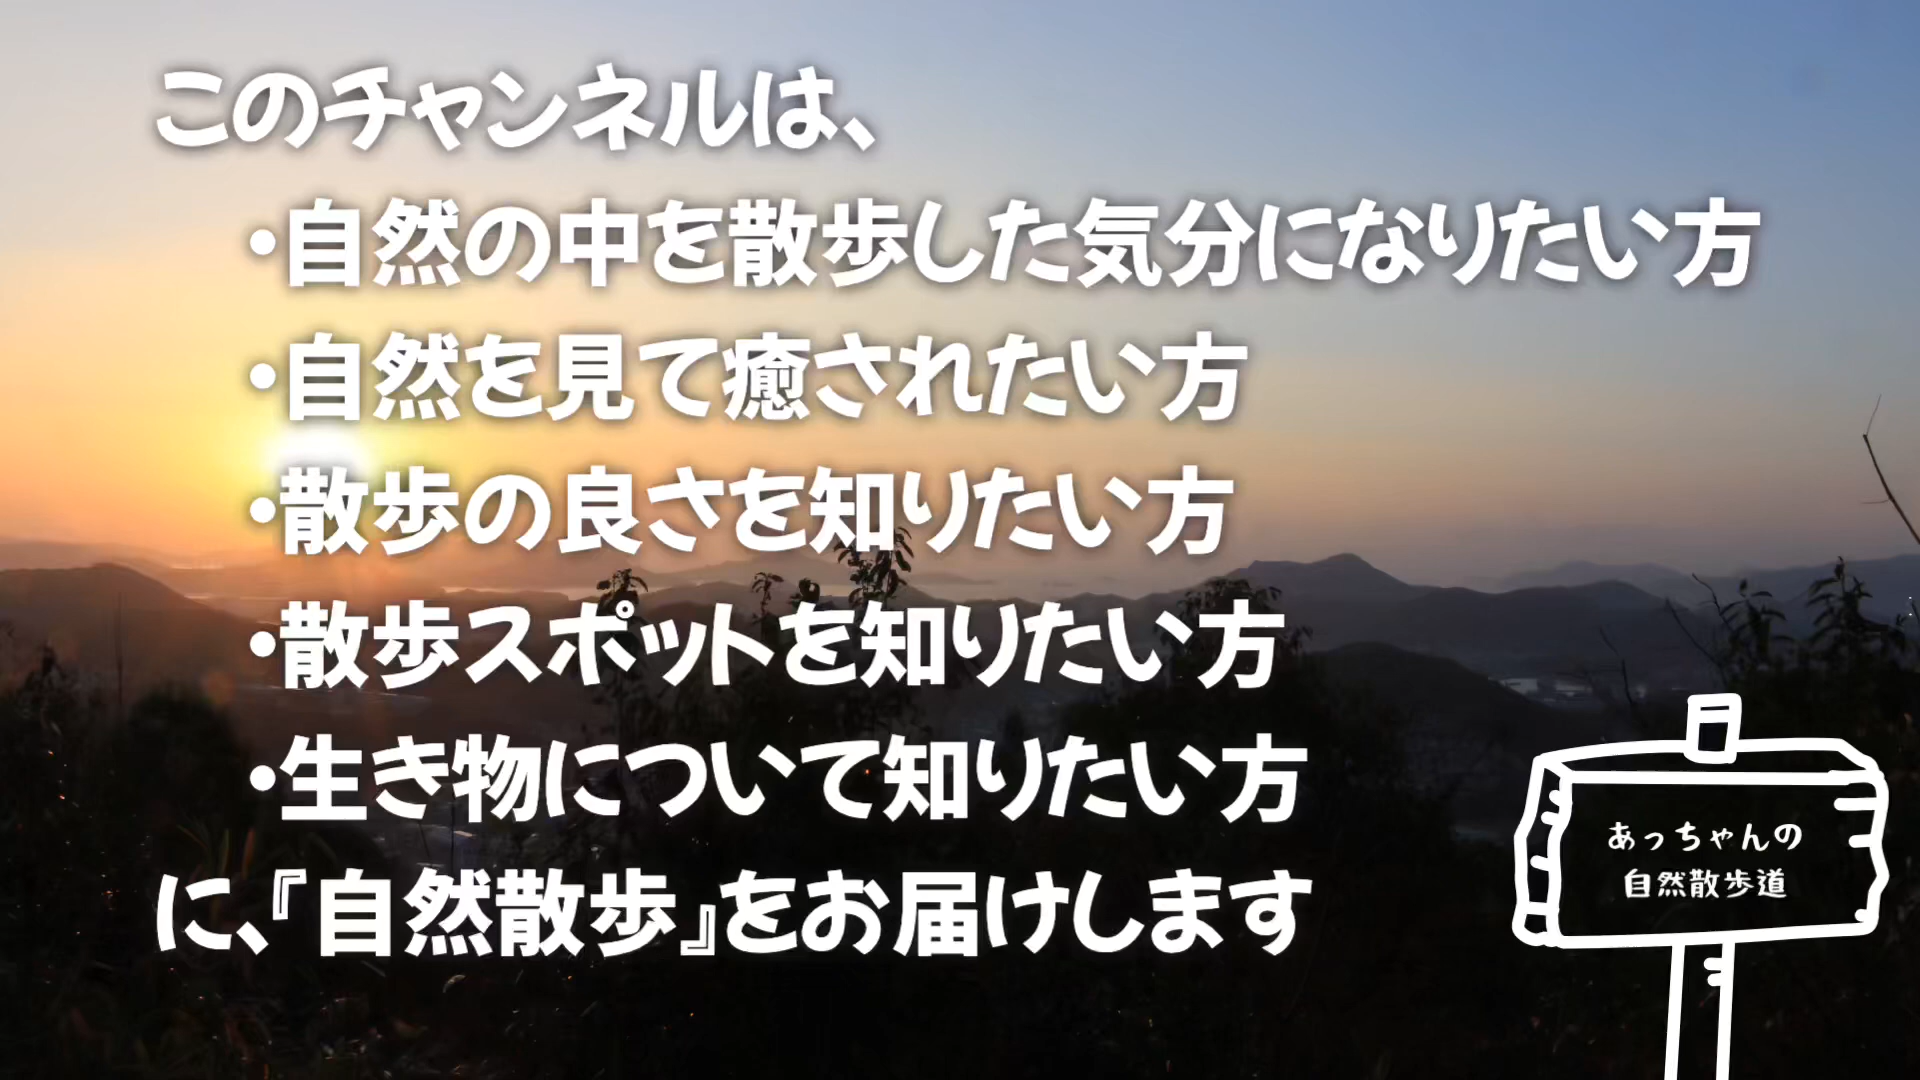 このチャンネルは、
・自然の中を散歩した気分になりたい方
・自然を見て癒されたい方
・散歩の良さを知りたい方
・散歩スポットを知りたい方
・生き物について知りたい方
に、『自然散歩』をお届けします
あっちゃんの
自然散歩道